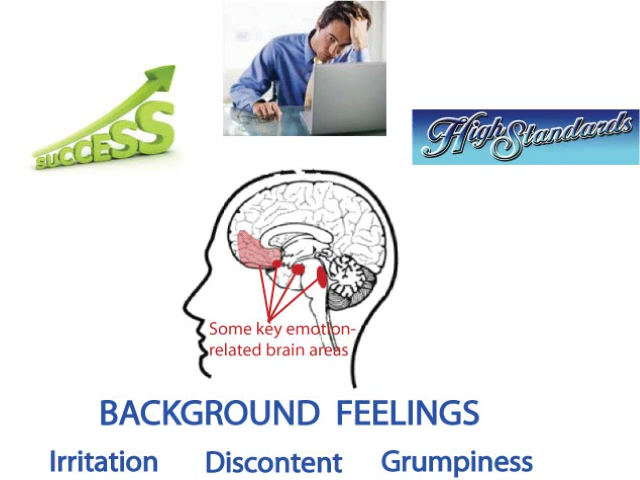 SUCCESS
High Standards
Some key emotion-
related brain areas
BACKGROUND FEELINGS
Irritation Discontent Grumpiness